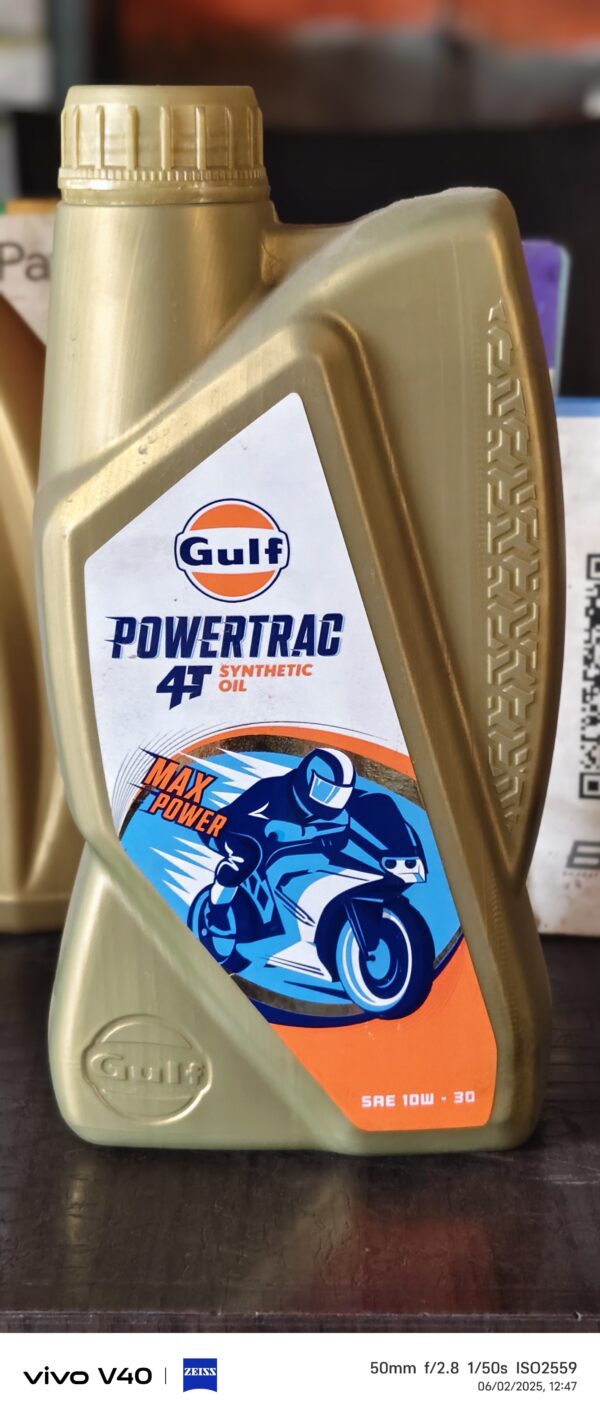 Pa
Gulf
POWERTRAC
4T SYNTHETIC
OIL
MAX
POWER
Gulf
SAE 10W - 30
vivo V40 | ZEISS
50mm f/2.8 1/50s ISO2559
06/02/2025, 12:47